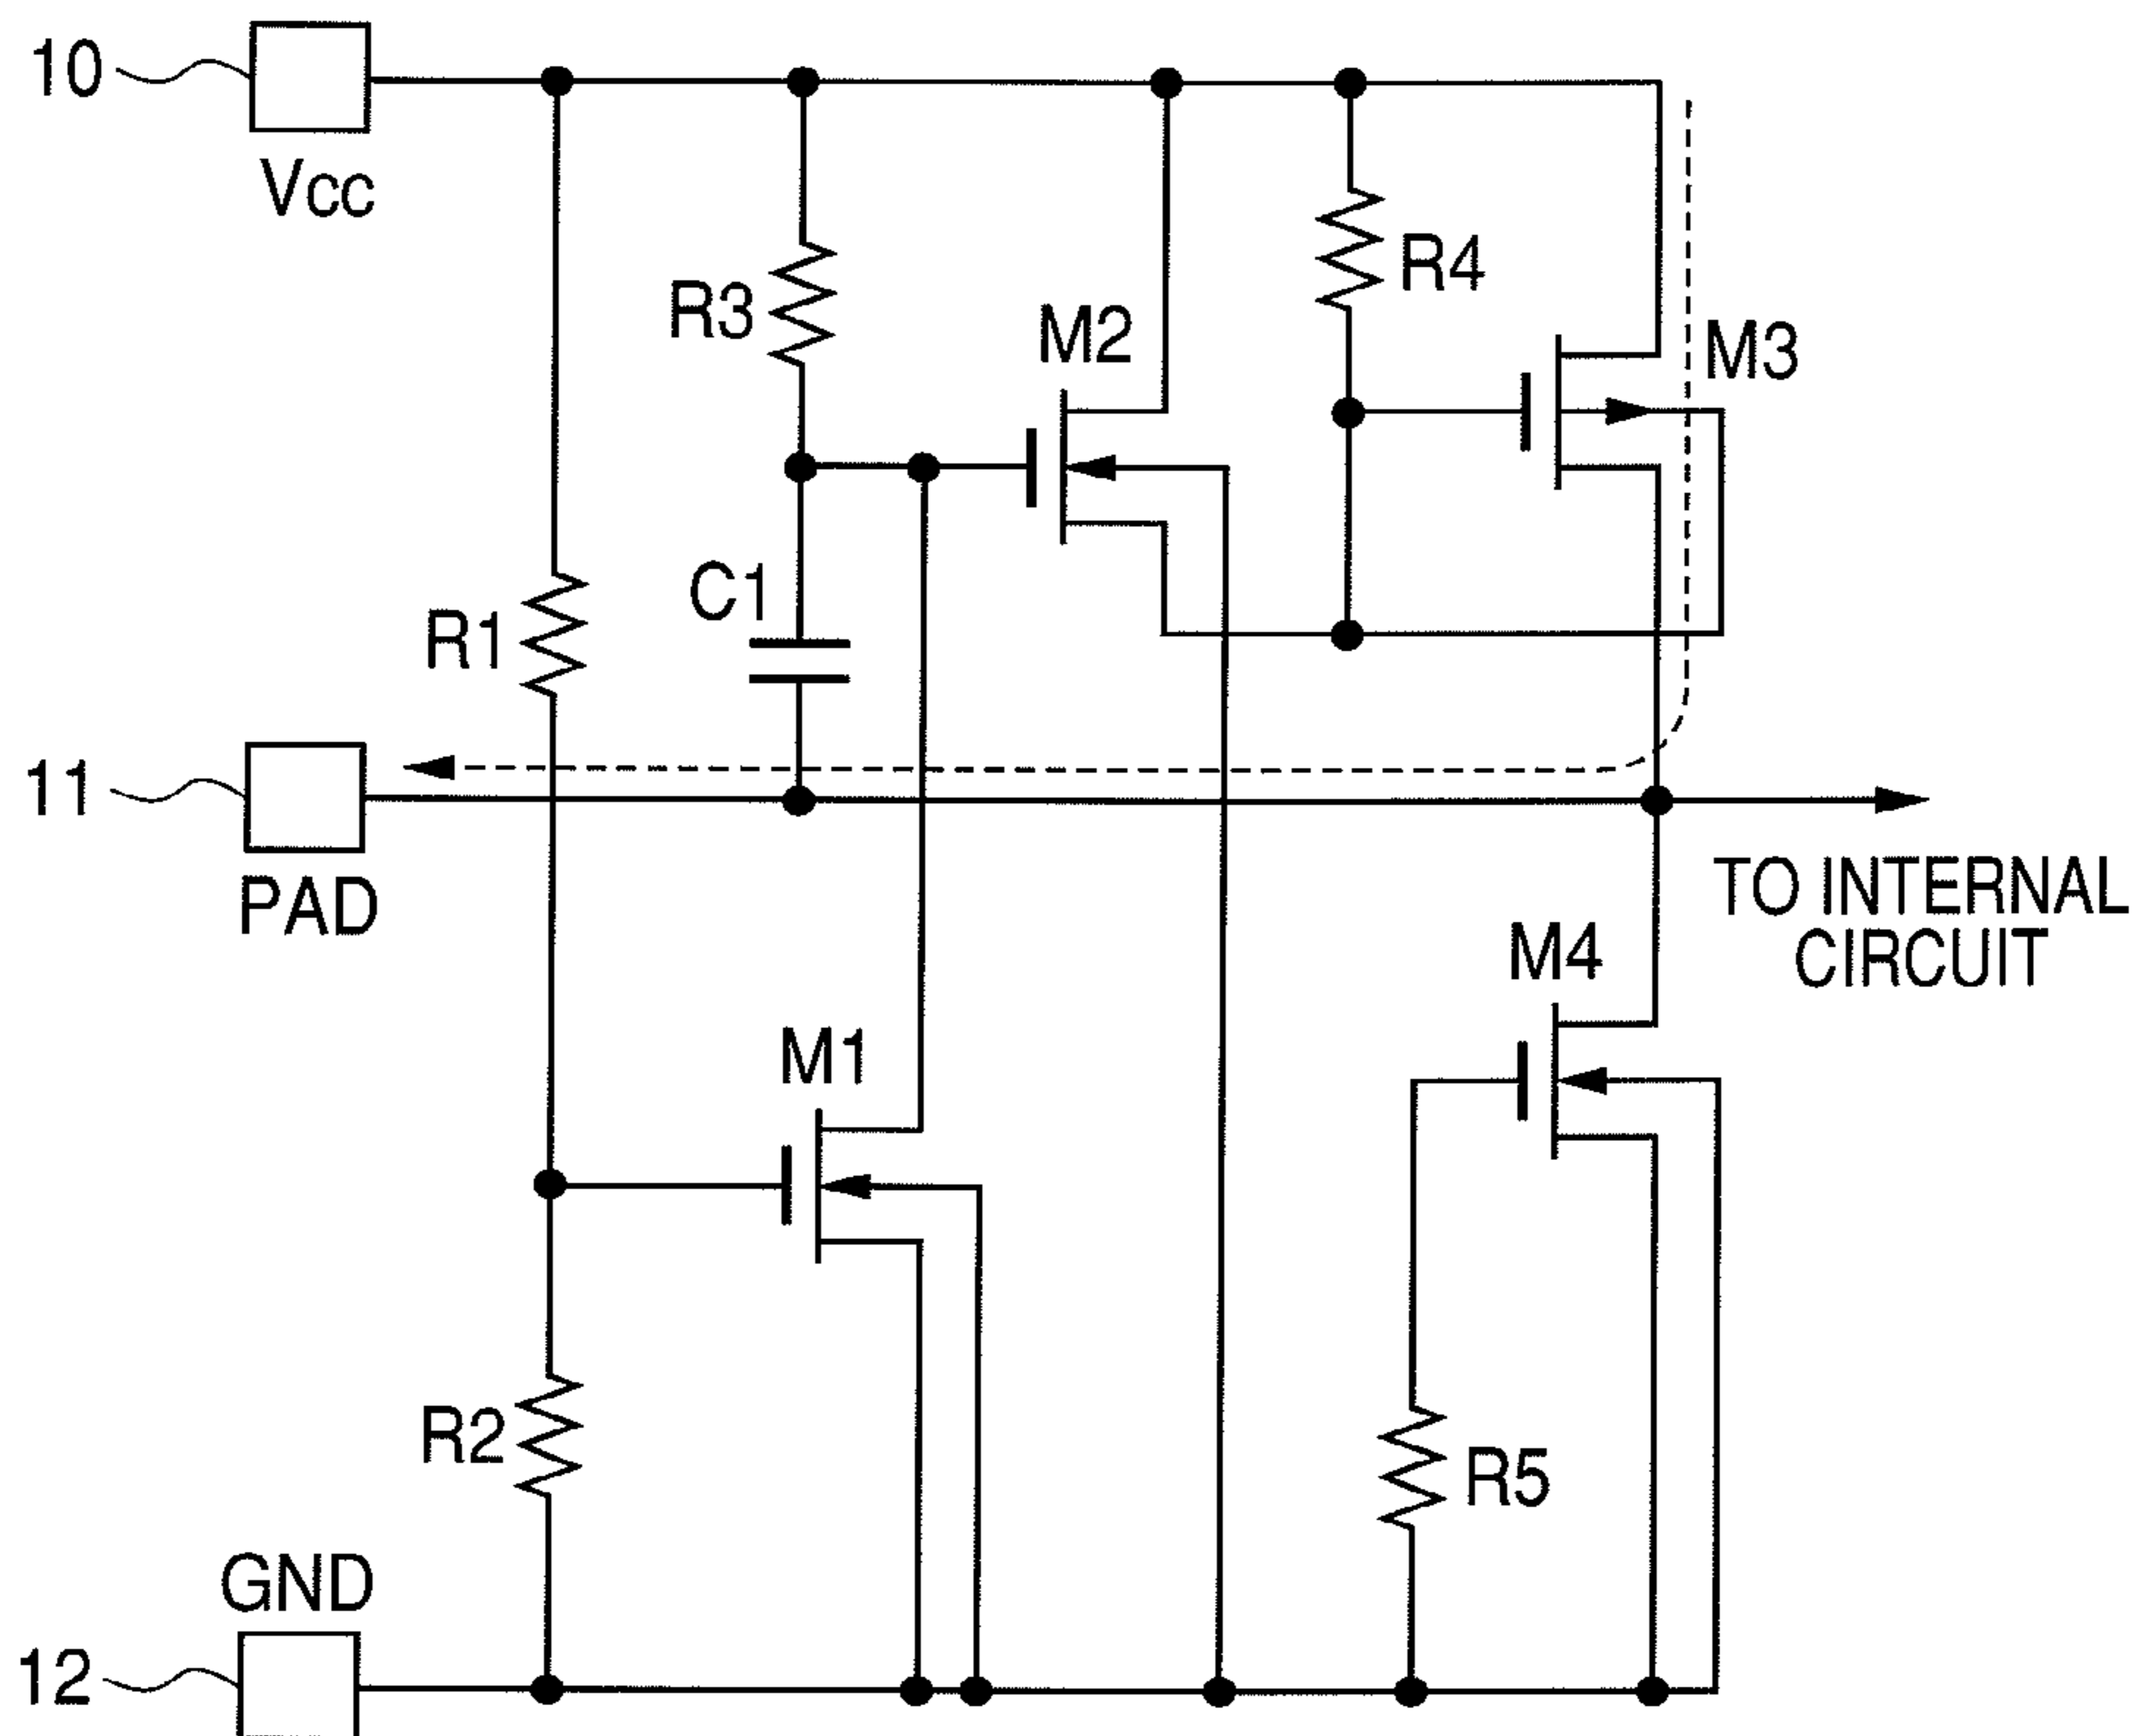 10
Vcc
R3
R4
M2
M3
R1
C1
11
PAD
TO INTERNAL
CIRCUIT
M4
M1
R2
R5
GND
12